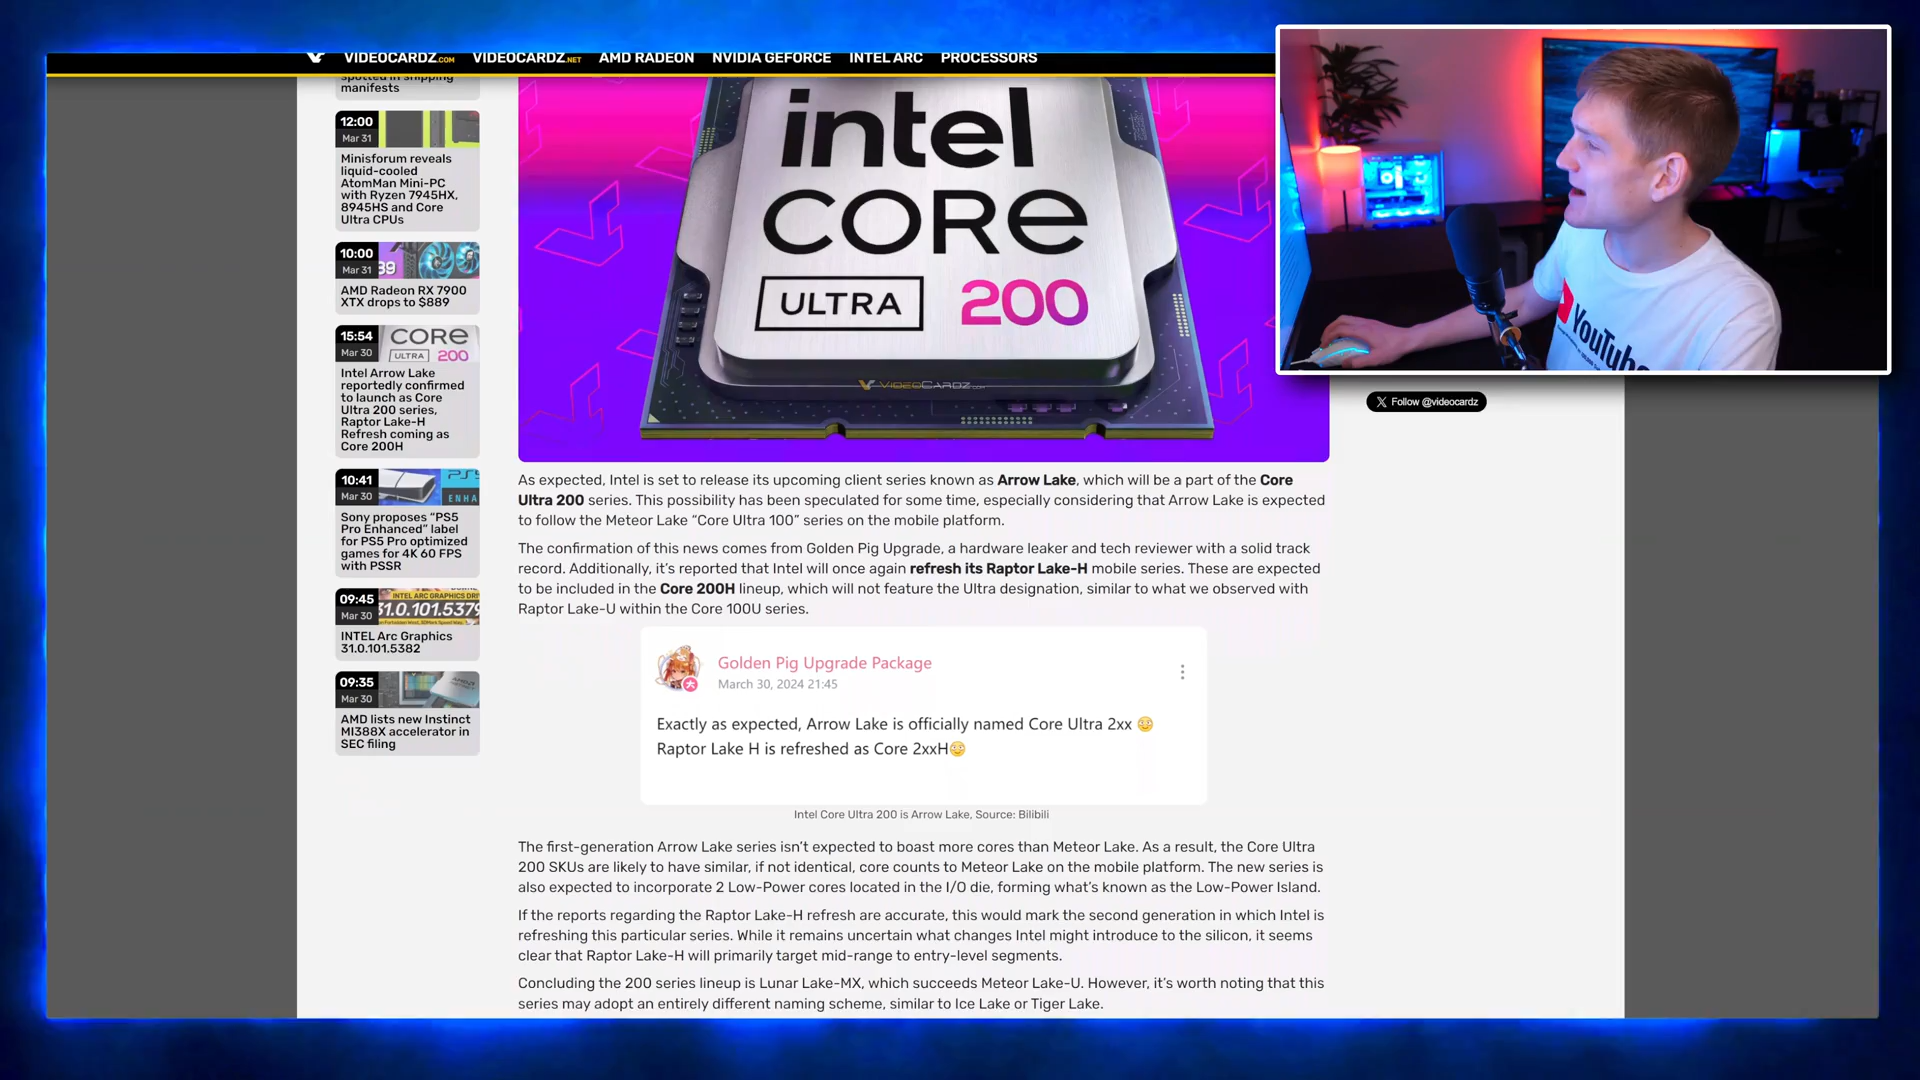 VIDEOCARDZ.COM VIDEOCARDZ.NET AMD RADEON NVIDIA GEFORCE INTEL ARC PROCESSORS
spotted in shipping
manifests
12:00
Mar 31
Minisforum reveals
liquid-cooled
AtomMan Mini-PC
with Ryzen 7945HX,
8945HS and Core
Ultra CPUs
10:00
Mar 31
AMD Radeon RX 7900
XTX drops to $889
15:54
Mar 30
CORE
ULTRA 200
Intel Arrow Lake
reportedly confirmed
to launch as Core
Ultra 200 series,
Raptor Lake-H
Refresh coming as
Core 200H
10:41
Mar 30
ENHA
Sony proposes “PS5
Pro Enhanced” label
for PS5 Pro optimized
games for 4K 60 FPS
with PSSR
09:45
Mar 30
INTEL ARC GRAPHICS DRI
31.0.101.5379
INTEL Arc Graphics
31.0.101.5382
09:35
Mar 30
AMD lists new Instinct
MI388X accelerator in
SEC filing
intel
CORE
ULTRA 200
VIDEOCARDZ.COM
YouTube
Follow @videocardz
As expected, Intel is set to release its upcoming client series known as Arrow Lake, which will be a part of the Core
Ultra 200 series. This possibility has been speculated for some time, especially considering that Arrow Lake is expected
to follow the Meteor Lake “Core Ultra 100” series on the mobile platform.
The confirmation of this news comes from Golden Pig Upgrade, a hardware leaker and tech reviewer with a solid track
record. Additionally, it’s reported that Intel will once again refresh its Raptor Lake-H mobile series. These are expected
to be included in the Core 200H lineup, which will not feature the Ultra designation, similar to what we observed with
Raptor Lake-U within the Core 100U series.
Golden Pig Upgrade Package
March 30, 2024 21:45
Exactly as expected, Arrow Lake is officially named Core Ultra 2xx 😳
Raptor Lake H is refreshed as Core 2xxH😳
Intel Core Ultra 200 is Arrow Lake, Source: Bilibili
The first-generation Arrow Lake series isn’t expected to boast more cores than Meteor Lake. As a result, the Core Ultra
200 SKUs are likely to have similar, if not identical, core counts to Meteor Lake on the mobile platform. The new series is
also expected to incorporate 2 Low-Power cores located in the I/O die, forming what’s known as the Low-Power Island.
If the reports regarding the Raptor Lake-H refresh are accurate, this would mark the second generation in which Intel is
refreshing this particular series. While it remains uncertain what changes Intel might introduce to the silicon, it seems
clear that Raptor Lake-H will primarily target mid-range to entry-level segments.
Concluding the 200 series lineup is Lunar Lake-MX, which succeeds Meteor Lake-U. However, it’s worth noting that this
series may adopt an entirely different naming scheme, similar to Ice Lake or Tiger Lake.